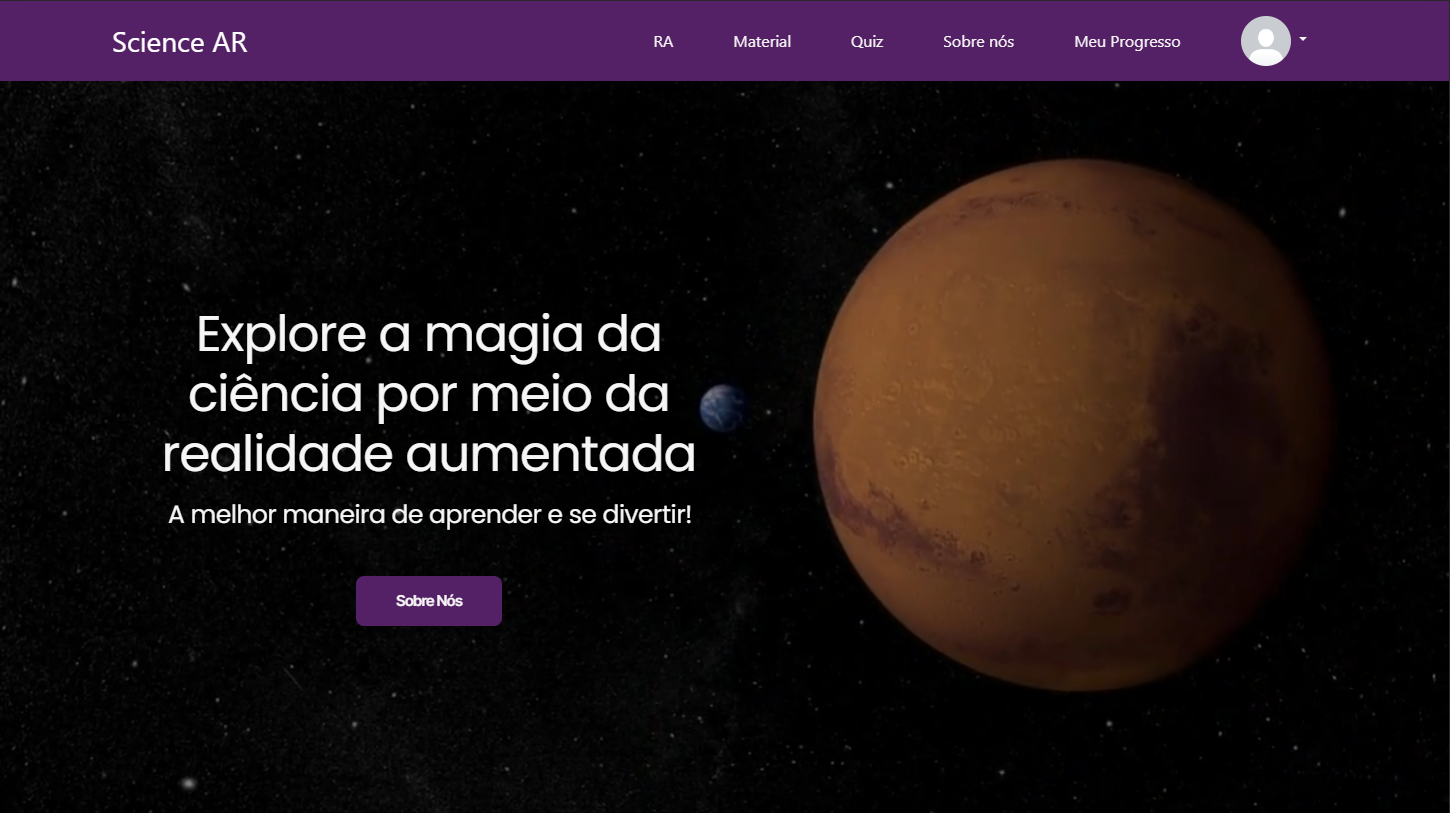 Science AR
RA
Material
Quiz
Sobre nós
Meu Progresso
Explore a magia da
ciência por meio da
realidade aumentada
A melhor maneira de aprender e se divertir!
Sobre Nós